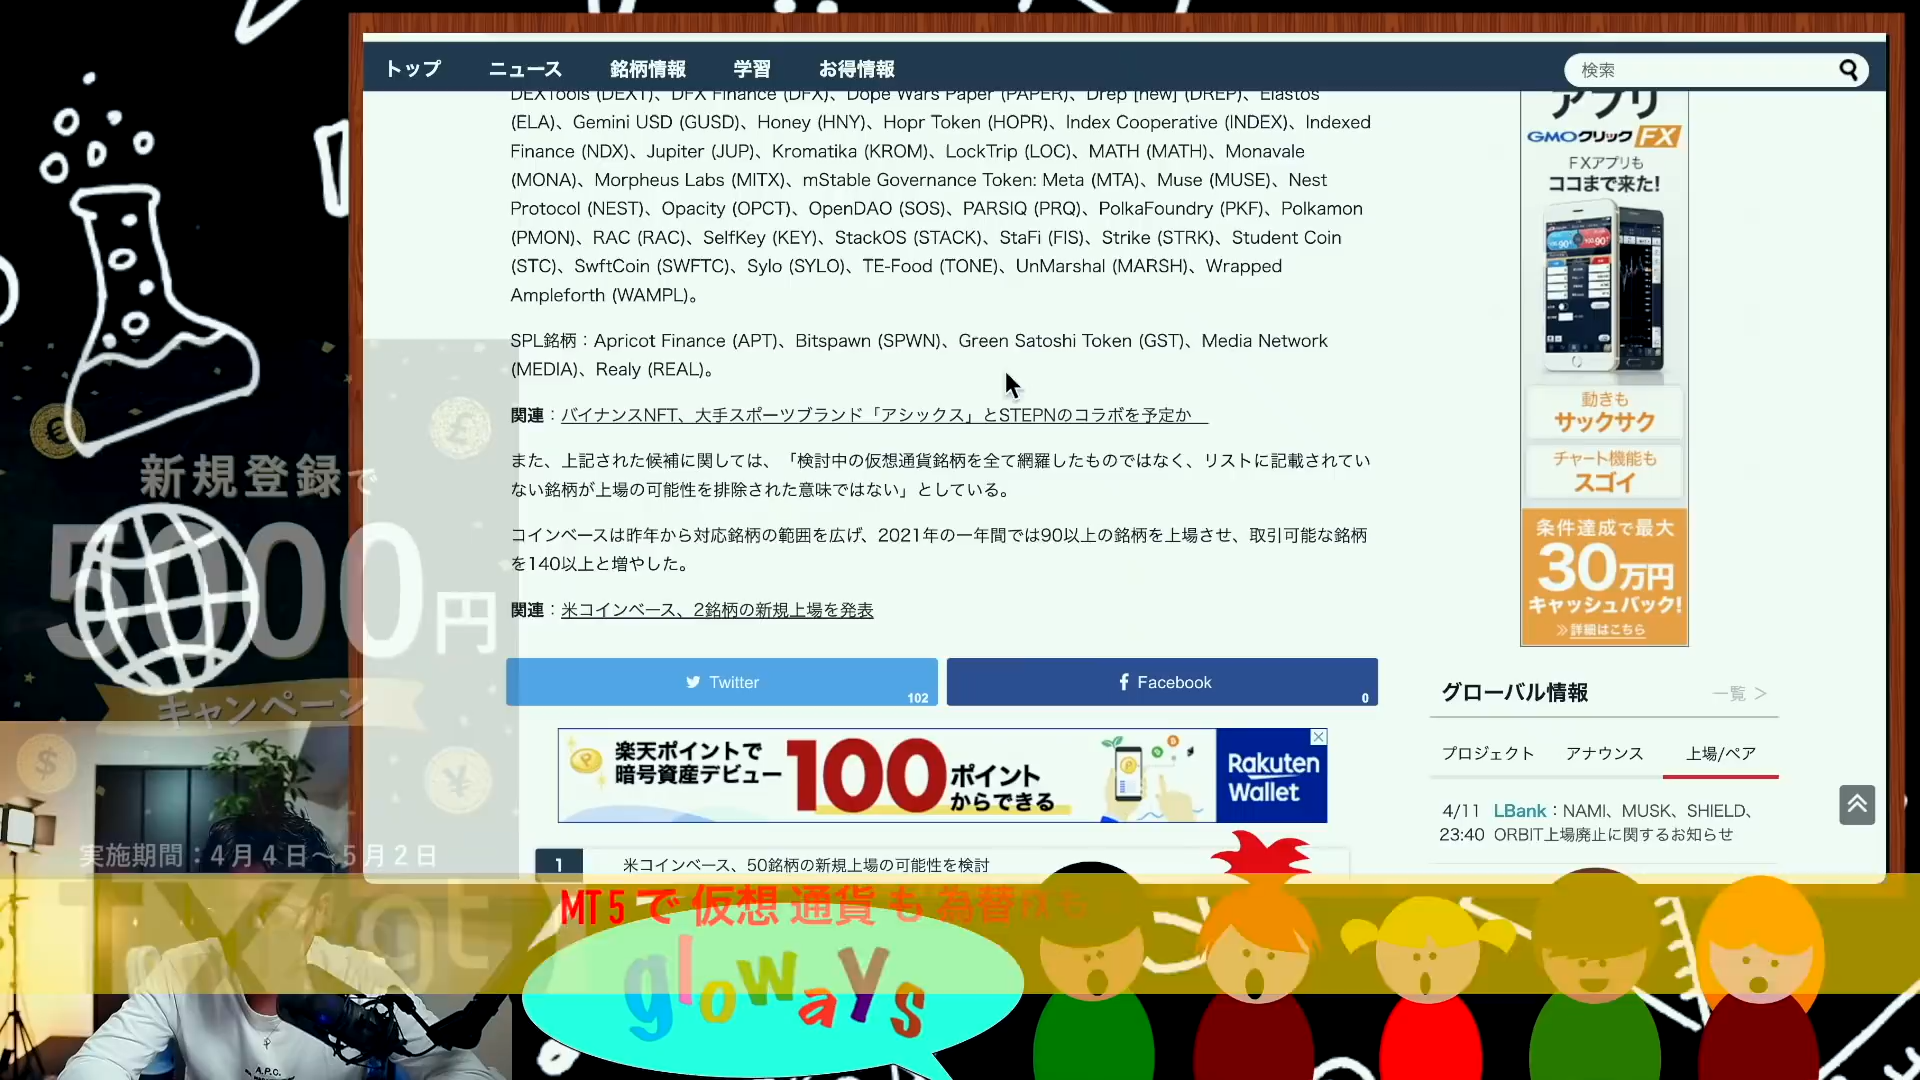 トップ ニュース 銘柄情報 学習 お得情報 検索
DEXTools (DEXT)、DFX Finance (DFX)、Dope Wars Paper (PAPER)、Drep [new] (DREP)、Elastos
(ELA)、Gemini USD (GUSD)、Honey (HNY)、Hopr Token (HOPR)、Index Cooperative (INDEX)、Indexed
Finance (NDX)、Jupiter (JUP)、Kromatika (KROM)、LockTrip (LOC)、MATH (MATH)、Monavale
(MONA)、Morpheus Labs (MITX)、mStable Governance Token: Meta (MTA)、Muse (MUSE)、Nest
Protocol (NEST)、Opacity (OPCT)、OpenDAO (SOS)、PARSIQ (PRQ)、PolkaFoundry (PKF)、Polkamon
(PMON)、RAC (RAC)、SelfKey (KEY)、StackOS (STACK)、StaFi (FIS)、Strike (STRK)、Student Coin
(STC)、SwftCoin (SWFTC)、Sylo (SYLO)、TE-Food (TONE)、UnMarshal (MARSH)、Wrapped
Ampleforth (WAMPL)。
SPL銘柄：Apricot Finance (APT)、Bitspawn (SPWN)、Green Satoshi Token (GST)、Media Network
(MEDIA)、Realy (REAL)。
関連：バイナンスNFT、大手スポーツブランド「アシックス」とSTEPNのコラボを予定か
また、上記された候補に関しては、「検討中の仮想通貨銘柄を全て網羅したものではなく、リストに記載されてい
ない銘柄が上場の可能性を排除された意味ではない」としている。
コインベースは昨年から対応銘柄の範囲を広げ、2021年の一年間では90以上の銘柄を上場させ、取引可能な銘柄
を140以上と増やした。
関連：米コインベース、2銘柄の新規上場を発表
Twitter 102
Facebook 0
楽天ポイントで
暗号資産デビュー
100ポイント
からできる
Rakuten
Wallet
1 米コインベース、50銘柄の新規上場の可能性を検討
アプリ
GMOクリック FX
FXアプリも
ココまで来た!
動きも
サックサク
チャート機能も
スゴイ
条件達成で最大
30万円
キャッシュバック!
≫詳細はこちら
グローバル情報 一覧 >
プロジェクト アナウンス 上場/ペア
4/11 LBank：NAMI、MUSK、SHIELD、
23:40 ORBIT上場廃止に関するお知らせ
新規登録で
5000円
キャンペーン
実施期間：4月4日～5月2日
MT5で仮想通貨も為替FXも
gloways
A.P.C.